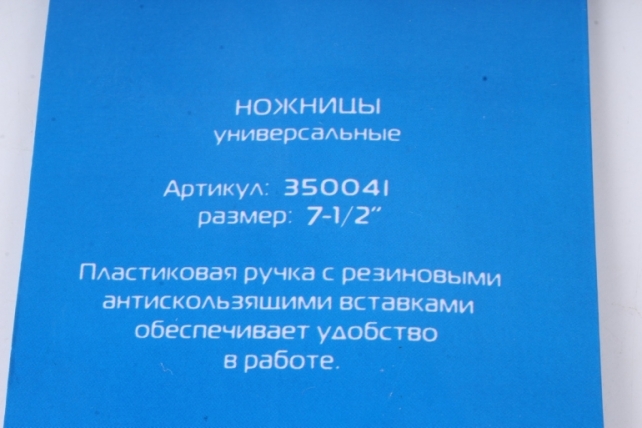 НОЖНИЦЫ
универсальные
Артикул: 350041
размер: 7-1/2"
Пластиковая ручка с резиновыми
антискользящими вставками
обеспечивает удобство
в работе.